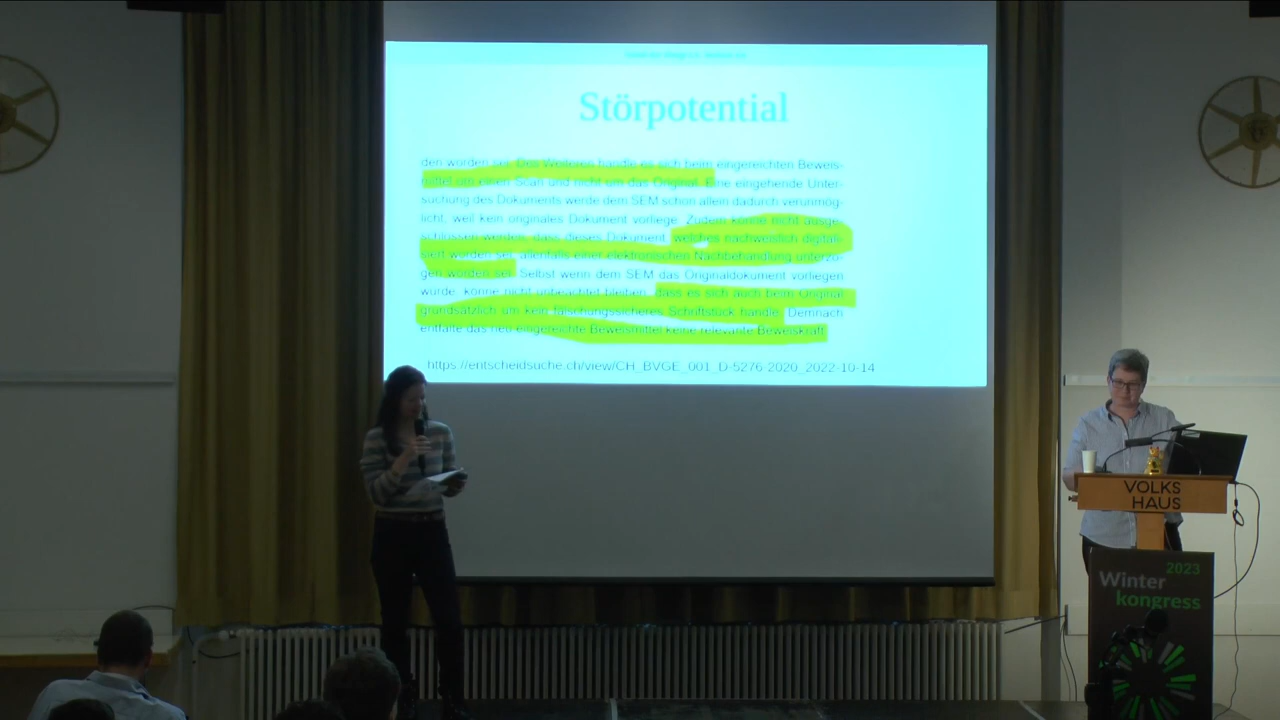 Störpotential
den worden sei. Des Weiteren handle es sich beim eingereichten Beweis-
mittel um einen Scan und nicht um das Original. Eine eingehende Unter-
suchung des Dokuments werde dem SEM schon allein dadurch verunmög-
licht, weil kein originales Dokument vorliege. Zudem könne nicht ausge-
schlossen werden, dass dieses Dokument, welches nachweislich digitali-
siert worden sei, allenfalls einer elektronischen Nachbehandlung unterzo-
gen worden sei. Selbst wenn dem SEM das Originaldokument vorliegen
würde, könne nicht unbeachtet bleiben, dass es sich auch beim Original
grundsätzlich um kein fälschungssicheres Schriftstück handle. Demnach
entfalte das neu eingereichte Beweismittel keine relevante Beweiskraft.
https://entscheidsuche.ch/view/CH_BVGE_001_D-5276-2020_2022-10-14
VOLKS
HAUS
2023
Winter
kongress